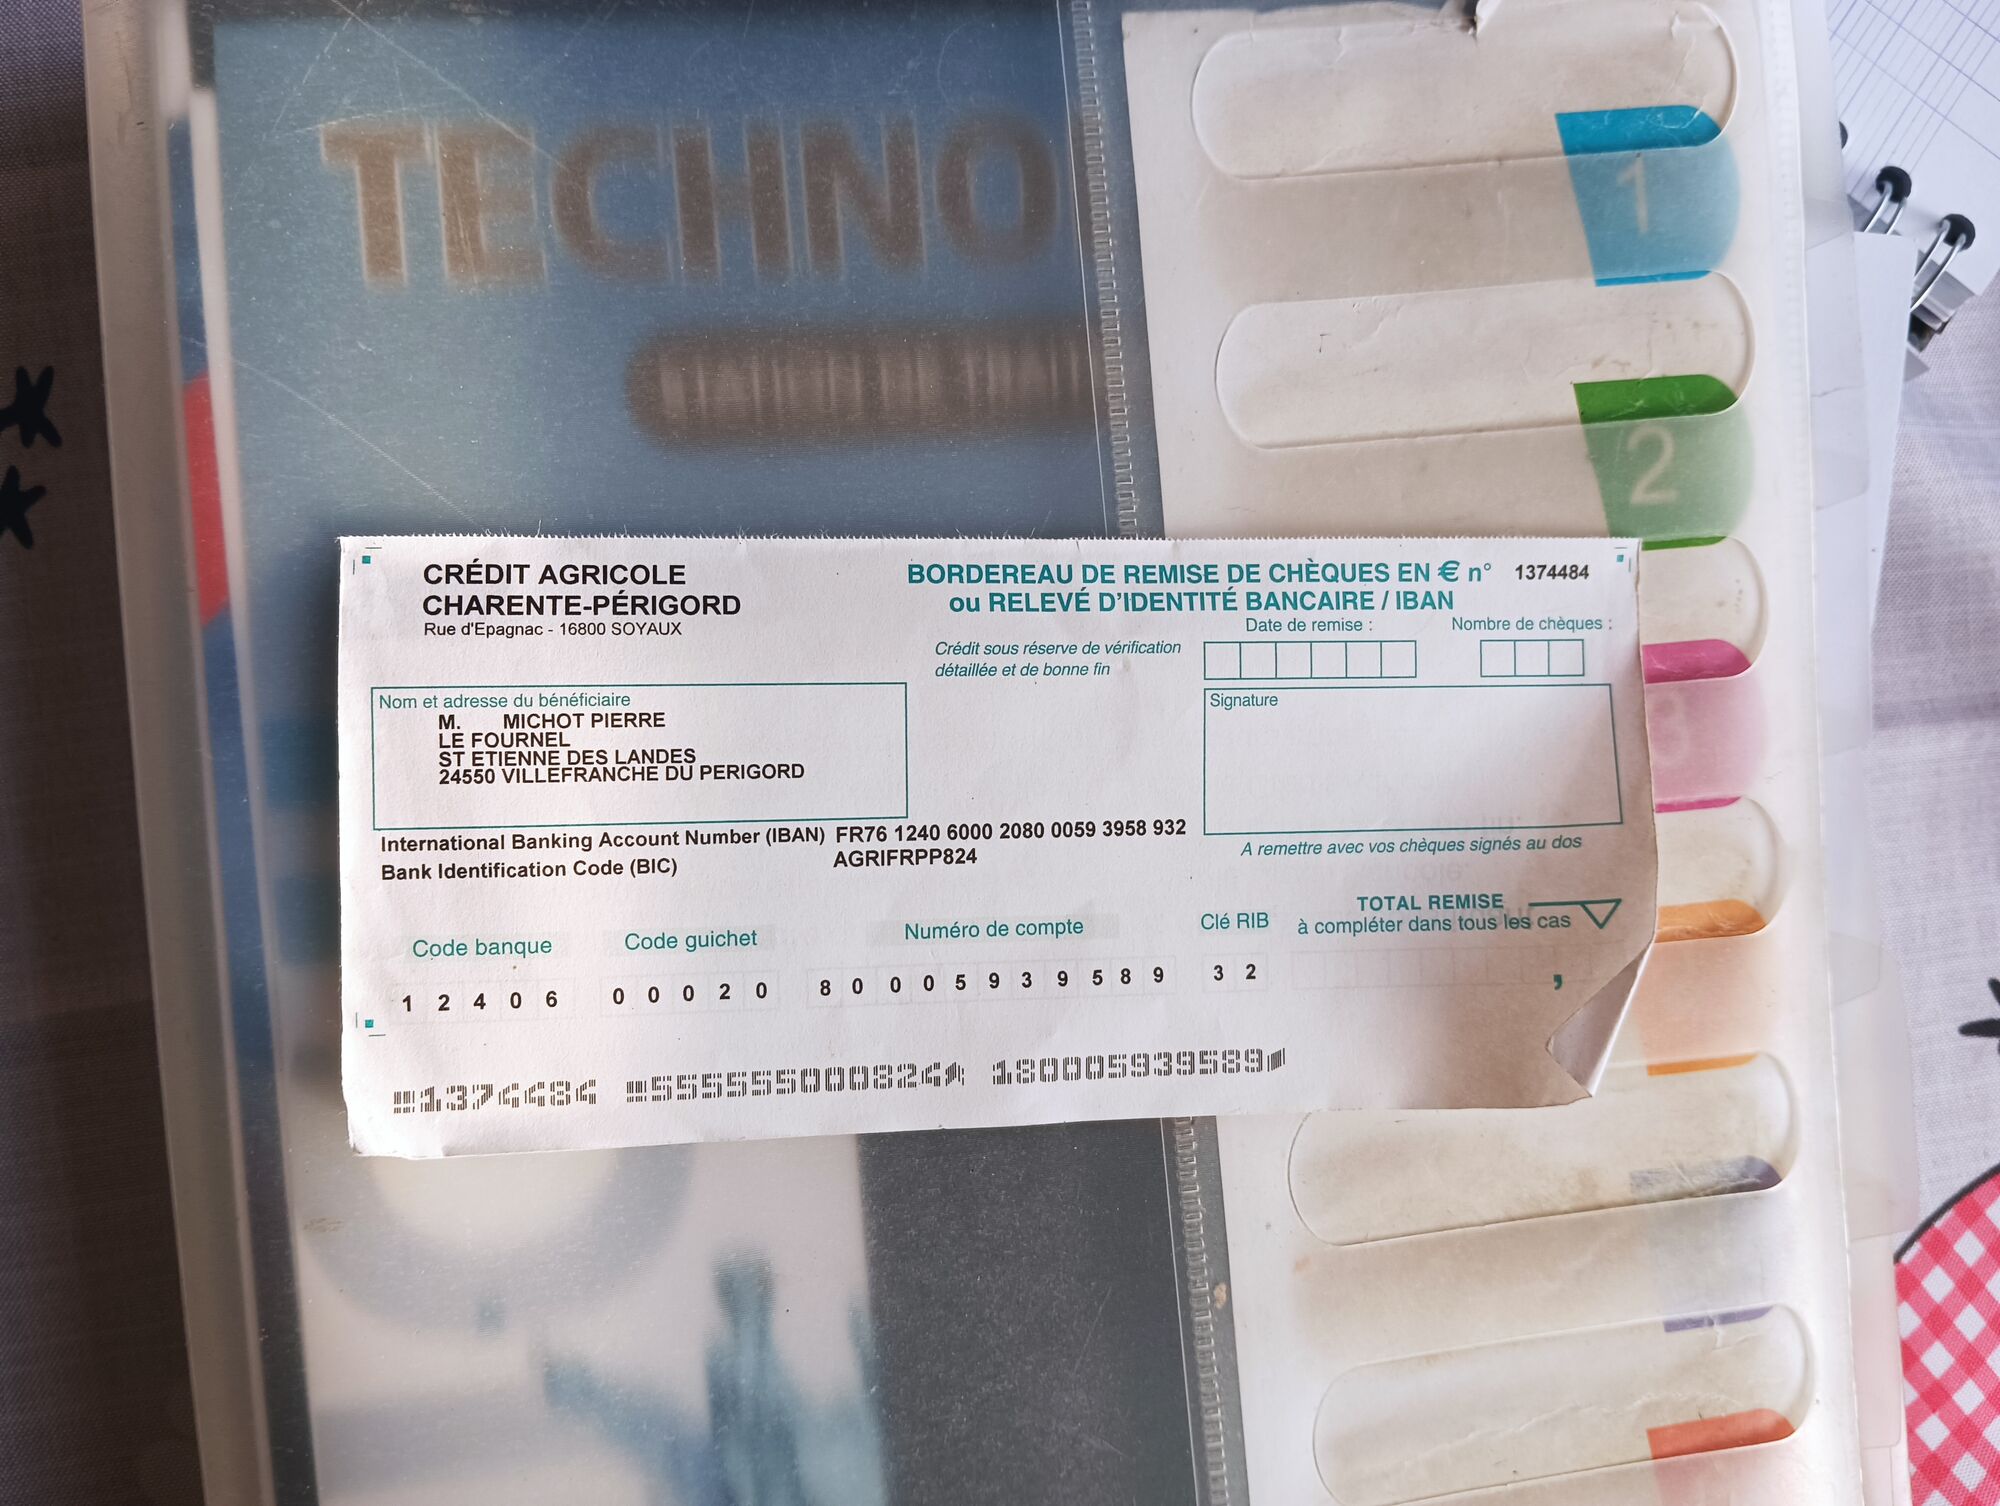 TECHNO
1
2
3
CRÉDIT AGRICOLE
CHARENTE-PÉRIGORD
Rue d'Epagnac - 16800 SOYAUX
BORDEREAU DE REMISE DE CHÈQUES EN € n° 1374484
ou RELEVÉ D'IDENTITÉ BANCAIRE / IBAN
Date de remise :
Nombre de chèques :
Crédit sous réserve de vérification
détaillée et de bonne fin
Nom et adresse du bénéficiaire
M. MICHOT PIERRE
LE FOURNEL
ST ETIENNE DES LANDES
24550 VILLEFRANCHE DU PERIGORD
Signature
International Banking Account Number (IBAN) FR76 1240 6000 2080 0059 3958 932
Bank Identification Code (BIC) AGRIFRPP824
A remettre avec vos chèques signés au dos
TOTAL REMISE
à compléter dans tous les cas
Code banque Code guichet Numéro de compte Clé RIB
1 2 4 0 6 0 0 0 2 0 8 0 0 0 5 9 3 9 5 8 9 3 2 ,
1374484 555555000824 180005939589